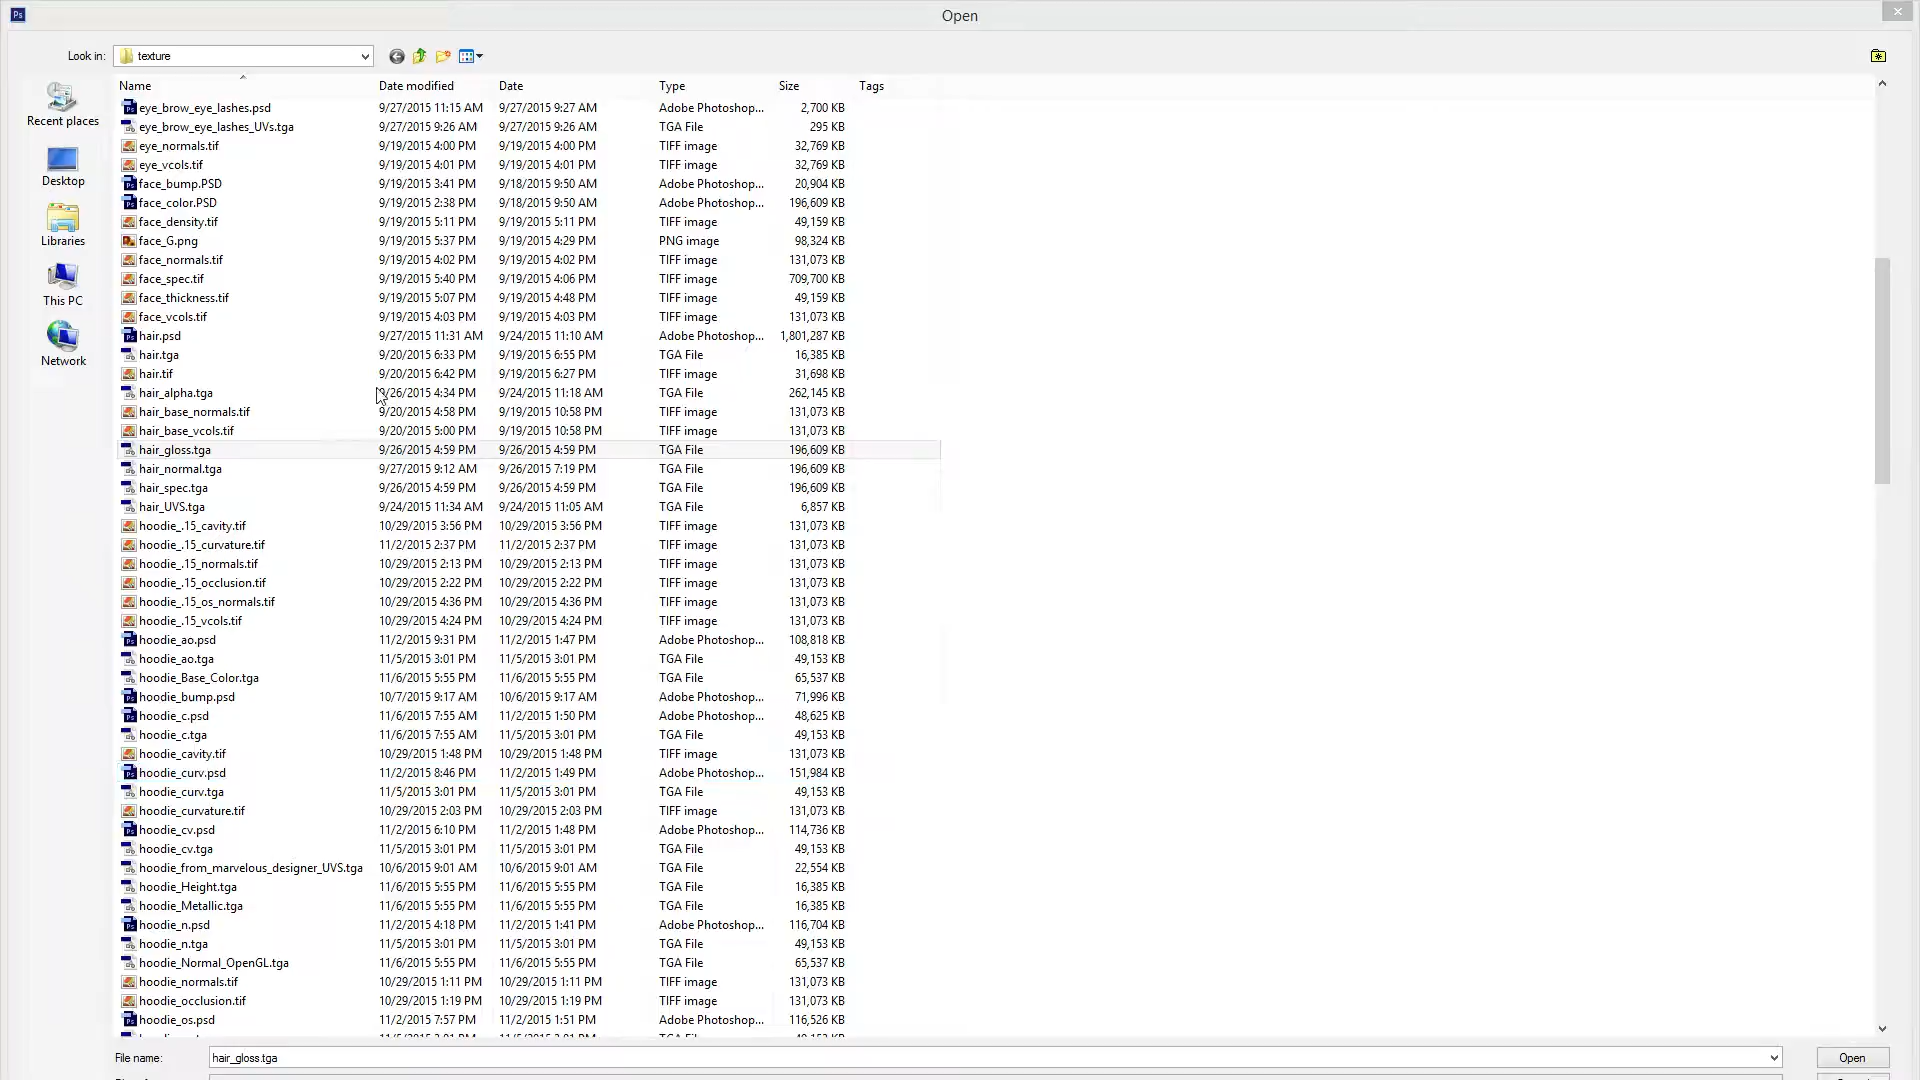 Ps Open
Look in: texture
Name Date modified Date Type Size Tags
Recent places
Desktop
Libraries
This PC
Network
eye_brow_eye_lashes.psd 9/27/2015 11:15 AM 9/27/2015 9:27 AM Adobe Photoshop... 2,700 KB
eye_brow_eye_lashes_UVs.tga 9/27/2015 9:26 AM 9/27/2015 9:26 AM TGA File 295 KB
eye_normals.tif 9/19/2015 4:00 PM 9/19/2015 4:00 PM TIFF image 32,769 KB
eye_vcols.tif 9/19/2015 4:01 PM 9/19/2015 4:01 PM TIFF image 32,769 KB
face_bump.PSD 9/19/2015 3:41 PM 9/18/2015 9:50 AM Adobe Photoshop... 20,904 KB
face_color.PSD 9/19/2015 2:38 PM 9/18/2015 9:50 AM Adobe Photoshop... 196,609 KB
face_density.tif 9/19/2015 5:11 PM 9/19/2015 5:11 PM TIFF image 49,159 KB
face_G.png 9/19/2015 5:37 PM 9/19/2015 4:29 PM PNG image 98,324 KB
face_normals.tif 9/19/2015 4:02 PM 9/19/2015 4:02 PM TIFF image 131,073 KB
face_spec.tif 9/19/2015 5:40 PM 9/19/2015 4:06 PM TIFF image 709,700 KB
face_thickness.tif 9/19/2015 5:07 PM 9/19/2015 4:48 PM TIFF image 49,159 KB
face_vcols.tif 9/19/2015 4:03 PM 9/19/2015 4:03 PM TIFF image 131,073 KB
hair.psd 9/27/2015 11:31 AM 9/24/2015 11:10 AM Adobe Photoshop... 1,801,287 KB
hair.tga 9/20/2015 6:33 PM 9/19/2015 6:55 PM TGA File 16,385 KB
hair.tif 9/20/2015 6:42 PM 9/19/2015 6:27 PM TIFF image 31,698 KB
hair_alpha.tga 9/26/2015 4:34 PM 9/24/2015 11:18 AM TGA File 262,145 KB
hair_base_normals.tif 9/20/2015 4:58 PM 9/19/2015 10:58 PM TIFF image 131,073 KB
hair_base_vcols.tif 9/20/2015 5:00 PM 9/19/2015 10:58 PM TIFF image 131,073 KB
hair_gloss.tga 9/26/2015 4:59 PM 9/26/2015 4:59 PM TGA File 196,609 KB
hair_normal.tga 9/27/2015 9:12 AM 9/26/2015 7:19 PM TGA File 196,609 KB
hair_spec.tga 9/26/2015 4:59 PM 9/26/2015 4:59 PM TGA File 196,609 KB
hair_UVS.tga 9/24/2015 11:34 AM 9/24/2015 11:05 AM TGA File 6,857 KB
hoodie_.15_cavity.tif 10/29/2015 3:56 PM 10/29/2015 3:56 PM TIFF image 131,073 KB
hoodie_.15_curvature.tif 11/2/2015 2:37 PM 11/2/2015 2:37 PM TIFF image 131,073 KB
hoodie_.15_normals.tif 10/29/2015 2:13 PM 10/29/2015 2:13 PM TIFF image 131,073 KB
hoodie_.15_occlusion.tif 10/29/2015 2:22 PM 10/29/2015 2:22 PM TIFF image 131,073 KB
hoodie_.15_os_normals.tif 10/29/2015 4:36 PM 10/29/2015 4:36 PM TIFF image 131,073 KB
hoodie_.15_vcols.tif 10/29/2015 4:24 PM 10/29/2015 4:24 PM TIFF image 131,073 KB
hoodie_ao.psd 11/2/2015 9:31 PM 11/2/2015 1:47 PM Adobe Photoshop... 108,818 KB
hoodie_ao.tga 11/5/2015 3:01 PM 11/5/2015 3:01 PM TGA File 49,153 KB
hoodie_Base_Color.tga 11/6/2015 5:55 PM 11/6/2015 5:55 PM TGA File 65,537 KB
hoodie_bump.psd 10/7/2015 9:17 AM 10/6/2015 9:17 AM Adobe Photoshop... 71,996 KB
hoodie_c.psd 11/6/2015 7:55 AM 11/2/2015 1:50 PM Adobe Photoshop... 48,625 KB
hoodie_c.tga 11/6/2015 7:55 AM 11/5/2015 3:01 PM TGA File 49,153 KB
hoodie_cavity.tif 10/29/2015 1:48 PM 10/29/2015 1:48 PM TIFF image 131,073 KB
hoodie_curv.psd 11/2/2015 8:46 PM 11/2/2015 1:49 PM Adobe Photoshop... 151,984 KB
hoodie_curv.tga 11/5/2015 3:01 PM 11/5/2015 3:01 PM TGA File 49,153 KB
hoodie_curvature.tif 10/29/2015 2:03 PM 10/29/2015 2:03 PM TIFF image 131,073 KB
hoodie_cv.psd 11/2/2015 6:10 PM 11/2/2015 1:48 PM Adobe Photoshop... 114,736 KB
hoodie_cv.tga 11/5/2015 3:01 PM 11/5/2015 3:01 PM TGA File 49,153 KB
hoodie_from_marvelous_designer_UVS.tga 10/6/2015 9:01 AM 10/6/2015 9:01 AM TGA File 22,554 KB
hoodie_Height.tga 11/6/2015 5:55 PM 11/6/2015 5:55 PM TGA File 16,385 KB
hoodie_Metallic.tga 11/6/2015 5:55 PM 11/6/2015 5:55 PM TGA File 16,385 KB
hoodie_n.psd 11/2/2015 4:18 PM 11/2/2015 1:41 PM Adobe Photoshop... 116,704 KB
hoodie_n.tga 11/5/2015 3:01 PM 11/5/2015 3:01 PM TGA File 49,153 KB
hoodie_Normal_OpenGL.tga 11/6/2015 5:55 PM 11/6/2015 5:55 PM TGA File 65,537 KB
hoodie_normals.tif 10/29/2015 1:11 PM 10/29/2015 1:11 PM TIFF image 131,073 KB
hoodie_occlusion.tif 10/29/2015 1:19 PM 10/29/2015 1:19 PM TIFF image 131,073 KB
hoodie_os.psd 11/2/2015 7:57 PM 11/2/2015 1:51 PM Adobe Photoshop... 116,526 KB
File name: hair_gloss.tga Open